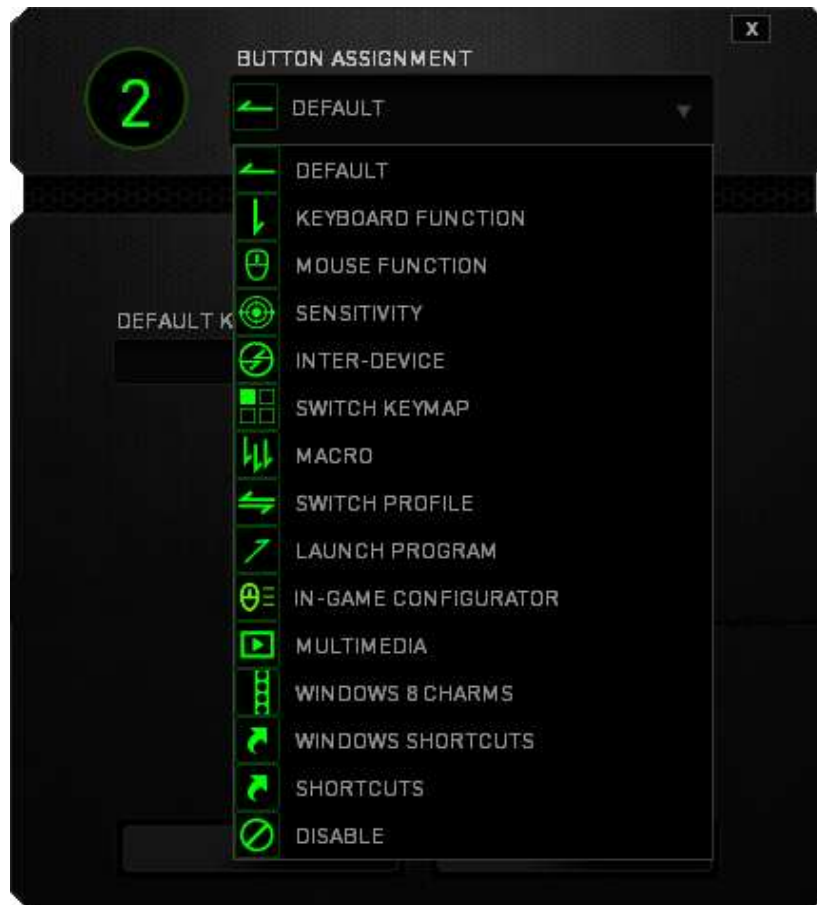 X
BUTTON ASSIGNMENT
2
DEFAULT
DEFAULT
KEYBOARD FUNCTION
MOUSE FUNCTION
DEFAULT K
SENSITIVITY
INTER-DEVICE
SWITCH KEYMAP
MACRO
SWITCH PROFILE
LAUNCH PROGRAM
IN-GAME CONFIGURATOR
MULTIMEDIA
WINDOWS 8 CHARMS
WINDOWS SHORTCUTS
SHORTCUTS
DISABLE